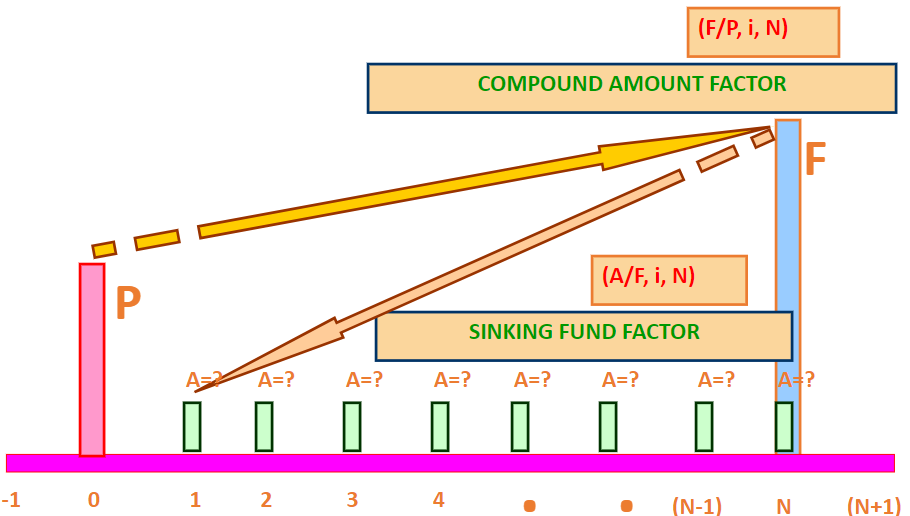 (F/P, i, N)
COMPOUND AMOUNT FACTOR
F
P
(A/F, i, N)
SINKING FUND FACTOR
A=? A=? A=? A=? A=? A=? A=? A=?
-1 0 1 2 3 4 • • (N-1) N (N+1)